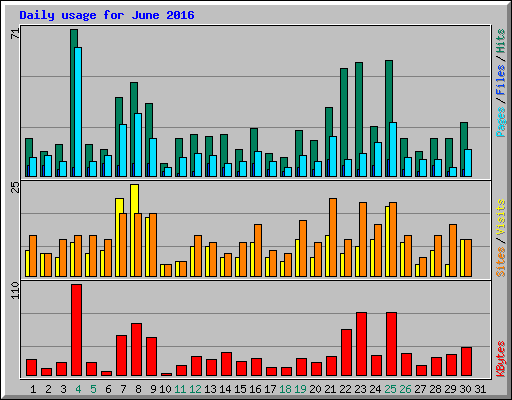 Daily usage for June 2016
71
Pages / Files / Hits
25
Sites / Visits
110
KBytes
1 2 3 4 5 6 7 8 9 10 11 12 13 14 15 16 17 18 19 20 21 22 23 24 25 26 27 28 29 30 31